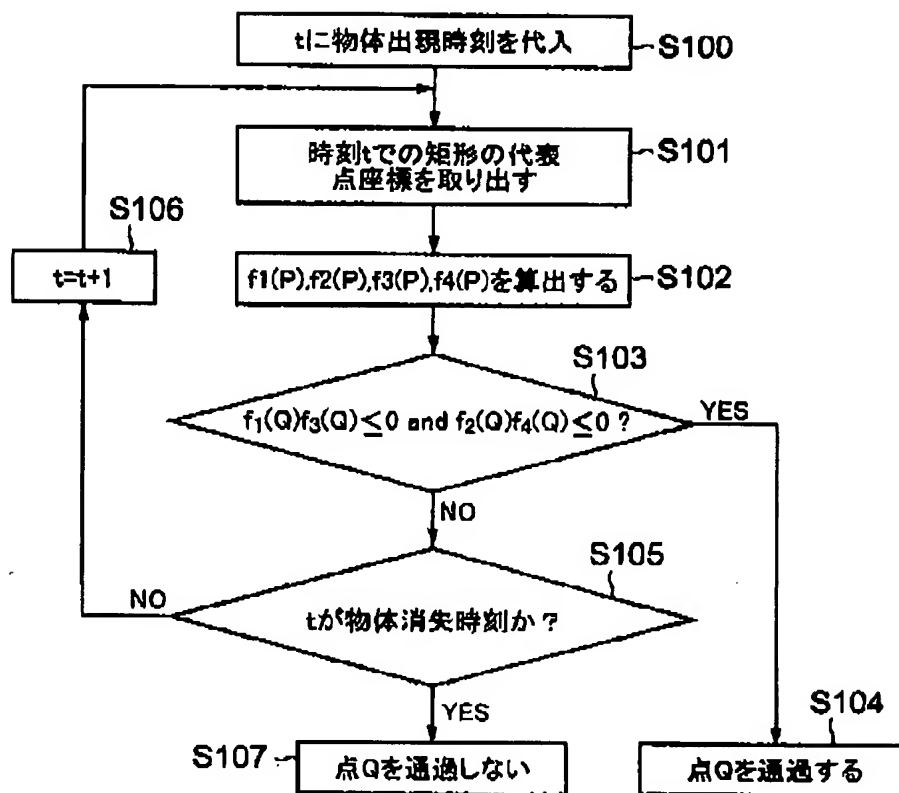 tに物体出現時刻を代入
S100
時刻tでの矩形の代表
点座標を取り出す
S101
S106
t=t+1
f1(P),f2(P),f3(P),f4(P)を算出する
S102
S103
f₁(Q)f₃(Q)≦0 and f₂(Q)f₄(Q)≦0 ?
YES
NO
S105
NO
tが物体消失時刻か?
YES
S107
点Qを通過しない
S104
点Qを通過する